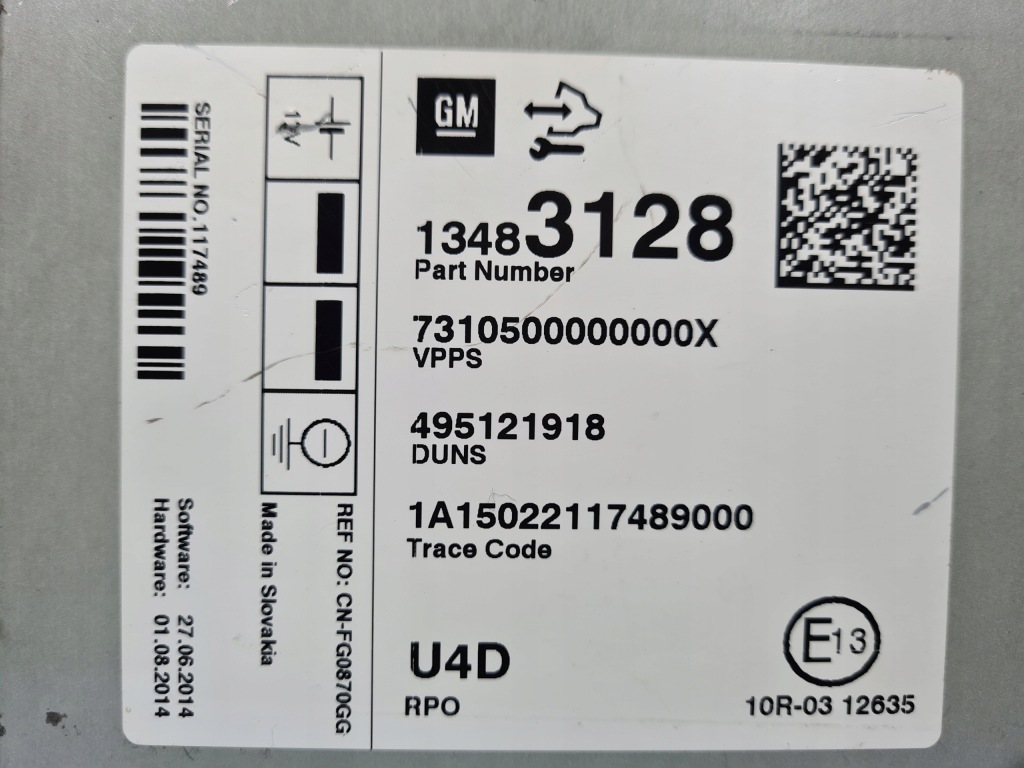 GM
13483128
Part Number
7310500000000X
VPPS
495121918
DUNS
1A15022117489000
Trace Code
U4D
RPO
E13
10R-03 12635
12V
SERIAL NO.117489
REF NO: CN-FG0870GG
Made in Slovakia
Software: 27.06.2014
Hardware: 01.08.2014